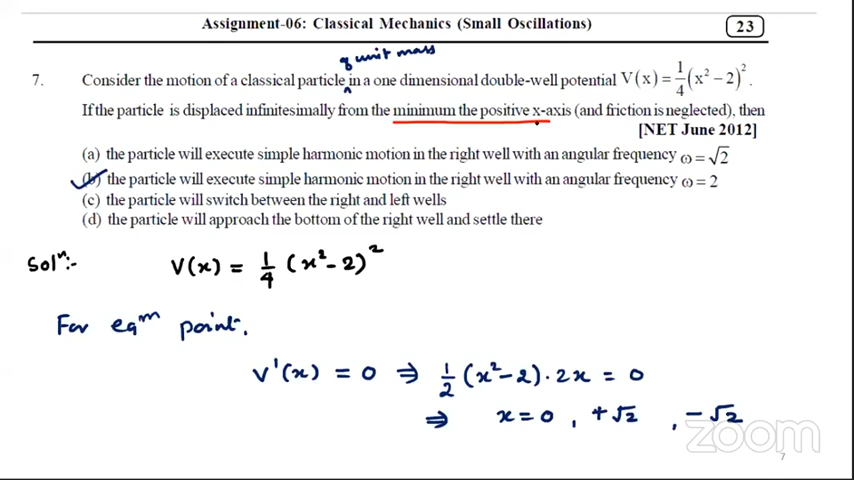 Assignment-06: Classical Mechanics (Small Oscillations) 23
of unit mass
7. Consider the motion of a classical particle in a one dimensional double-well potential V(x) = 1/4 (x² − 2)².
If the particle is displaced infinitesimally from the minimum the positive x-axis (and friction is neglected), then
[NET June 2012]
(a) the particle will execute simple harmonic motion in the right well with an angular frequency ω = √2
(b) the particle will execute simple harmonic motion in the right well with an angular frequency ω = 2
(c) the particle will switch between the right and left wells
(d) the particle will approach the bottom of the right well and settle there
Solⁿ:- V(x) = 1/4 (x² − 2)²
For eqᵐ point.
V'(x) = 0 ⇒ 1/2 (x² − 2) · 2x = 0
⇒ x = 0, +√2, −√2
zoom
7